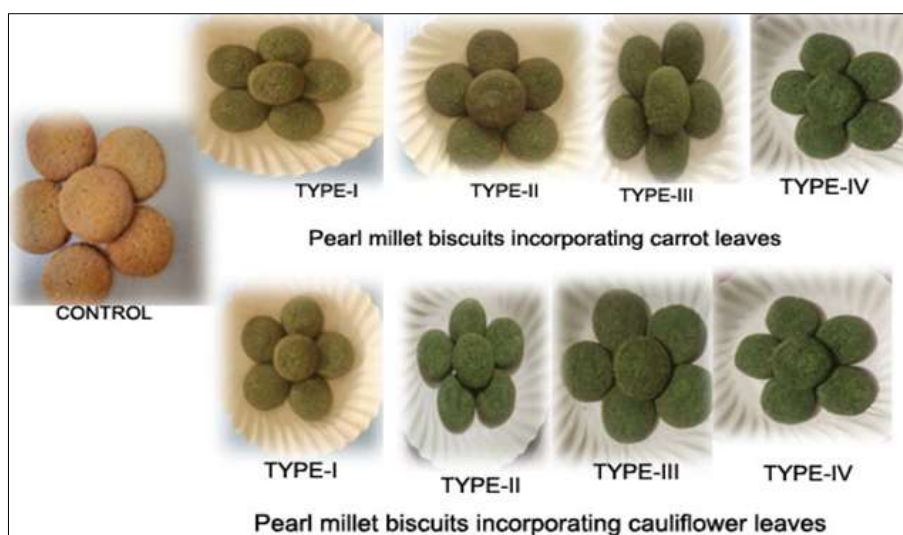 TYPE-I
TYPE-II
TYPE-III
TYPE-IV
Pearl millet biscuits incorporating carrot leaves
CONTROL
TYPE-I
TYPE-II
TYPE-III
TYPE-IV
Pearl millet biscuits incorporating cauliflower leaves